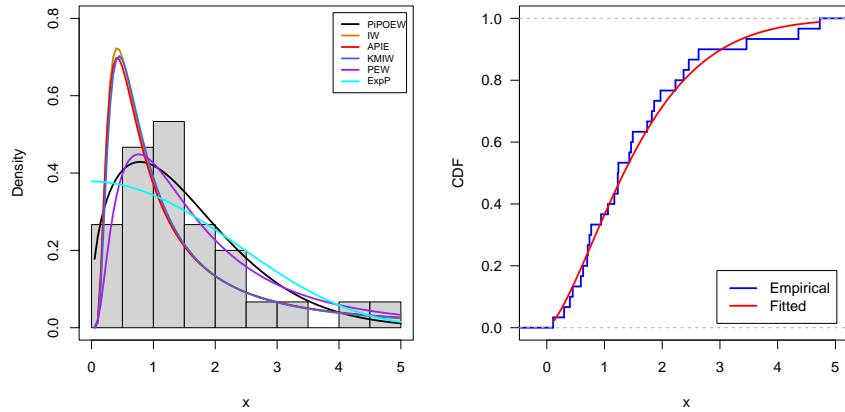 0.8
0.6
0.4
0.2
0.0
Density
0 1 2 3 4 5
x
PiPOEW
IW
APIE
KMIW
PEW
ExpP
1.0
0.8
0.6
0.4
0.2
0.0
CDF
0 1 2 3 4 5
x
Empirical
Fitted